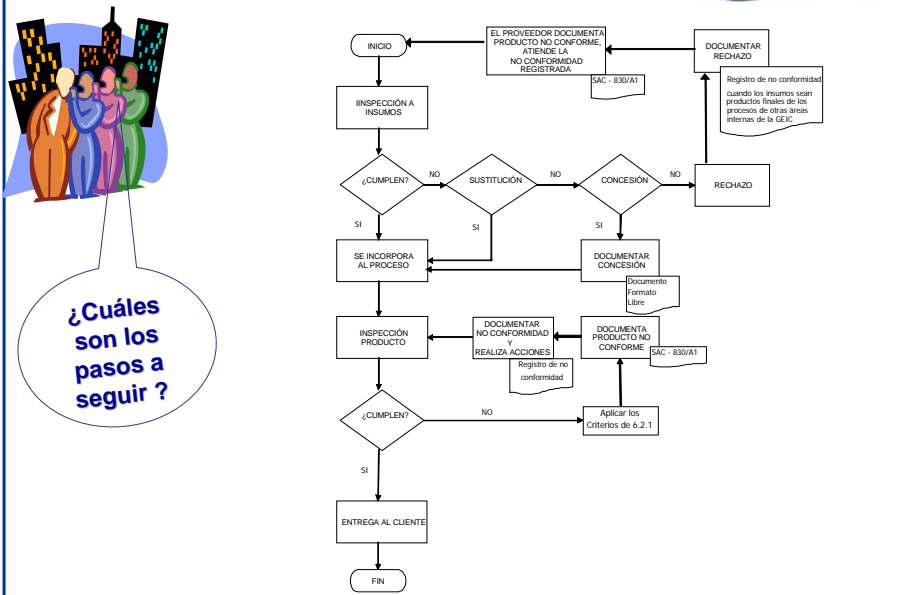 INICIO
EL PROVEEDOR DOCUMENTA
PRODUCTO NO CONFORME,
ATIENDE LA
NO CONFORMIDAD
REGISTRADA
SAC - 830/A1
DOCUMENTAR
RECHAZO
Registro de no conformidad
cuando los insumos sean
productos finales de los
procesos de otras áreas
internas de la GEIC
IINSPECCIÓN A
INSUMOS
¿CUMPLEN?
NO
SUSTITUCIÓN
NO
CONCESIÓN
NO
RECHAZO
SI
SI
SI
SE INCORPORA
AL PROCESO
DOCUMENTAR
CONCESIÓN
Documento
Formato
Libre
¿Cuáles
son los
pasos a
seguir ?
INSPECCIÓN
PRODUCTO
DOCUMENTAR
NO CONFORMIDAD
Y
REALIZA ACCIONES
Registro de no
conformidad
DOCUMENTA
PRODUCTO NO
CONFORME
SAC - 830/A1
¿CUMPLEN?
NO
Aplicar los
Criterios de 6.2.1
SI
ENTREGA AL CLIENTE
FIN